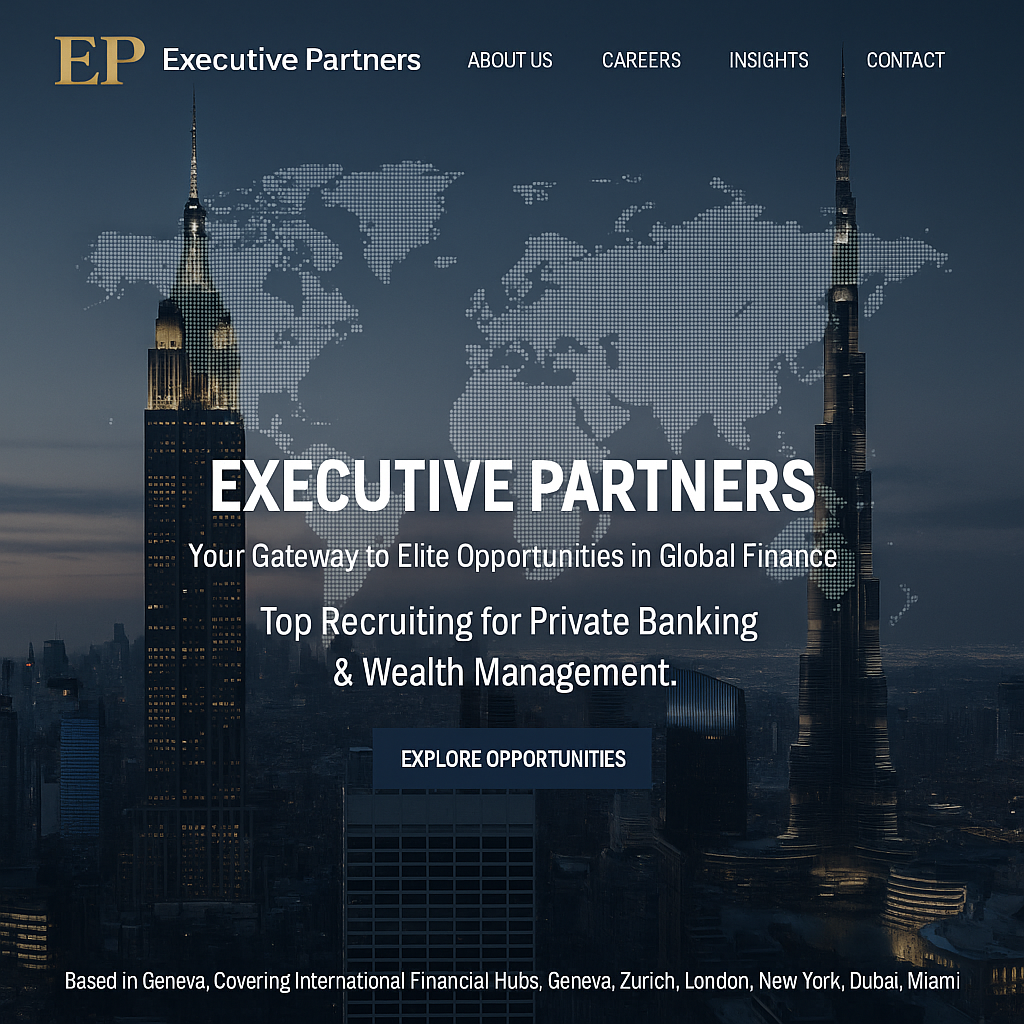 EP Executive Partners ABOUT US CAREERS INSIGHTS CONTACT
EXECUTIVE PARTNERS
Your Gateway to Elite Opportunities in Global Finance
Top Recruiting for Private Banking
& Wealth Management.
EXPLORE OPPORTUNITIES
Based in Geneva, Covering International Financial Hubs, Geneva, Zurich, London, New York, Dubai, Miami